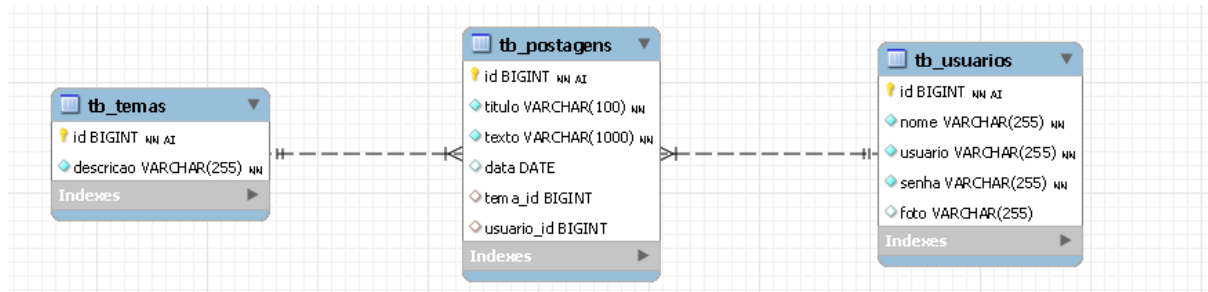 tb_temas
id BIGINT NN AI
descricao VARCHAR(255) NN
Indexes
tb_postagens
id BIGINT NN AI
titulo VARCHAR(100) NN
texto VARCHAR(1000) NN
data DATE
tema_id BIGINT
usuario_id BIGINT
Indexes
tb_usuarios
id BIGINT NN AI
nome VARCHAR(255) NN
usuario VARCHAR(255) NN
senha VARCHAR(255) NN
foto VARCHAR(255)
Indexes